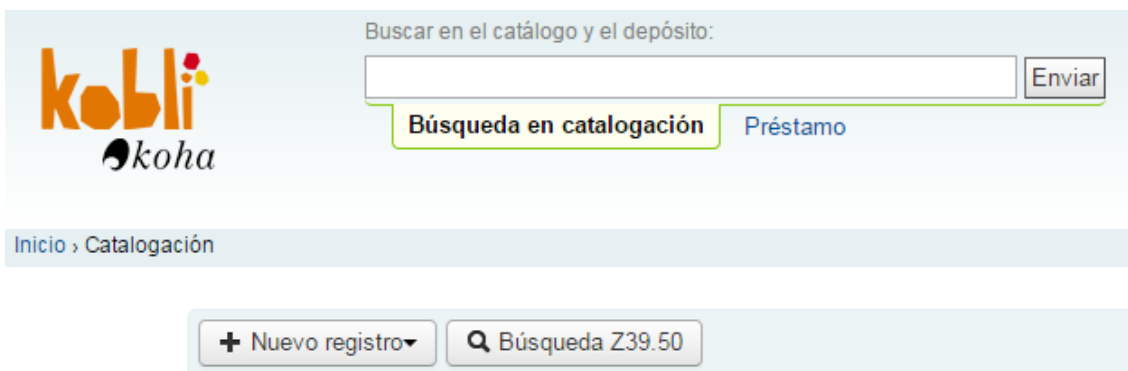 Buscar en el catálogo y el depósito:
kobli
Enviar
Búsqueda en catalogación Préstamo
koha
Inicio › Catalogación
+ Nuevo registro Búsqueda Z39.50